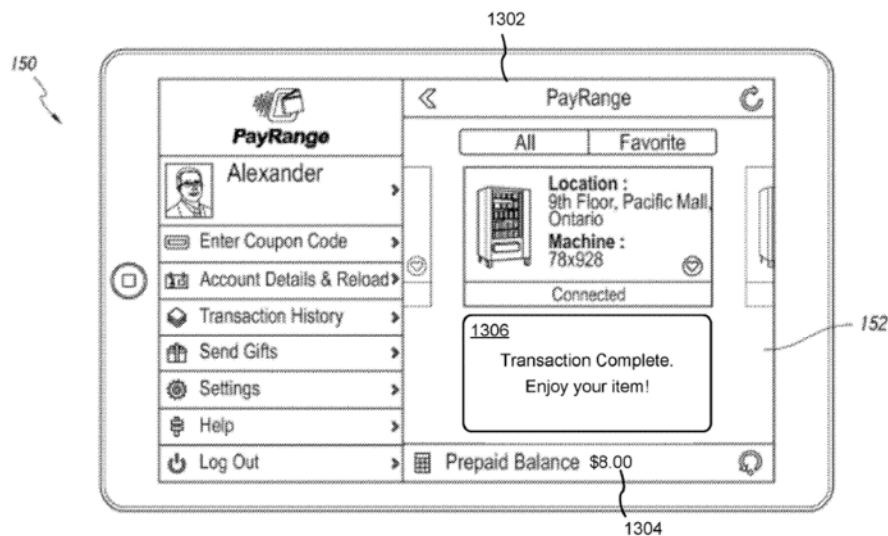 1302
150
PayRange
Alexander
Enter Coupon Code
Account Details & Reload
Transaction History
Send Gifts
Settings
Help
Log Out
PayRange
All Favorite
Location :
9th Floor, Pacific Mall,
Ontario
Machine :
78x928
Connected
1306
Transaction Complete.
Enjoy your item!
152
Prepaid Balance $8.00
1304